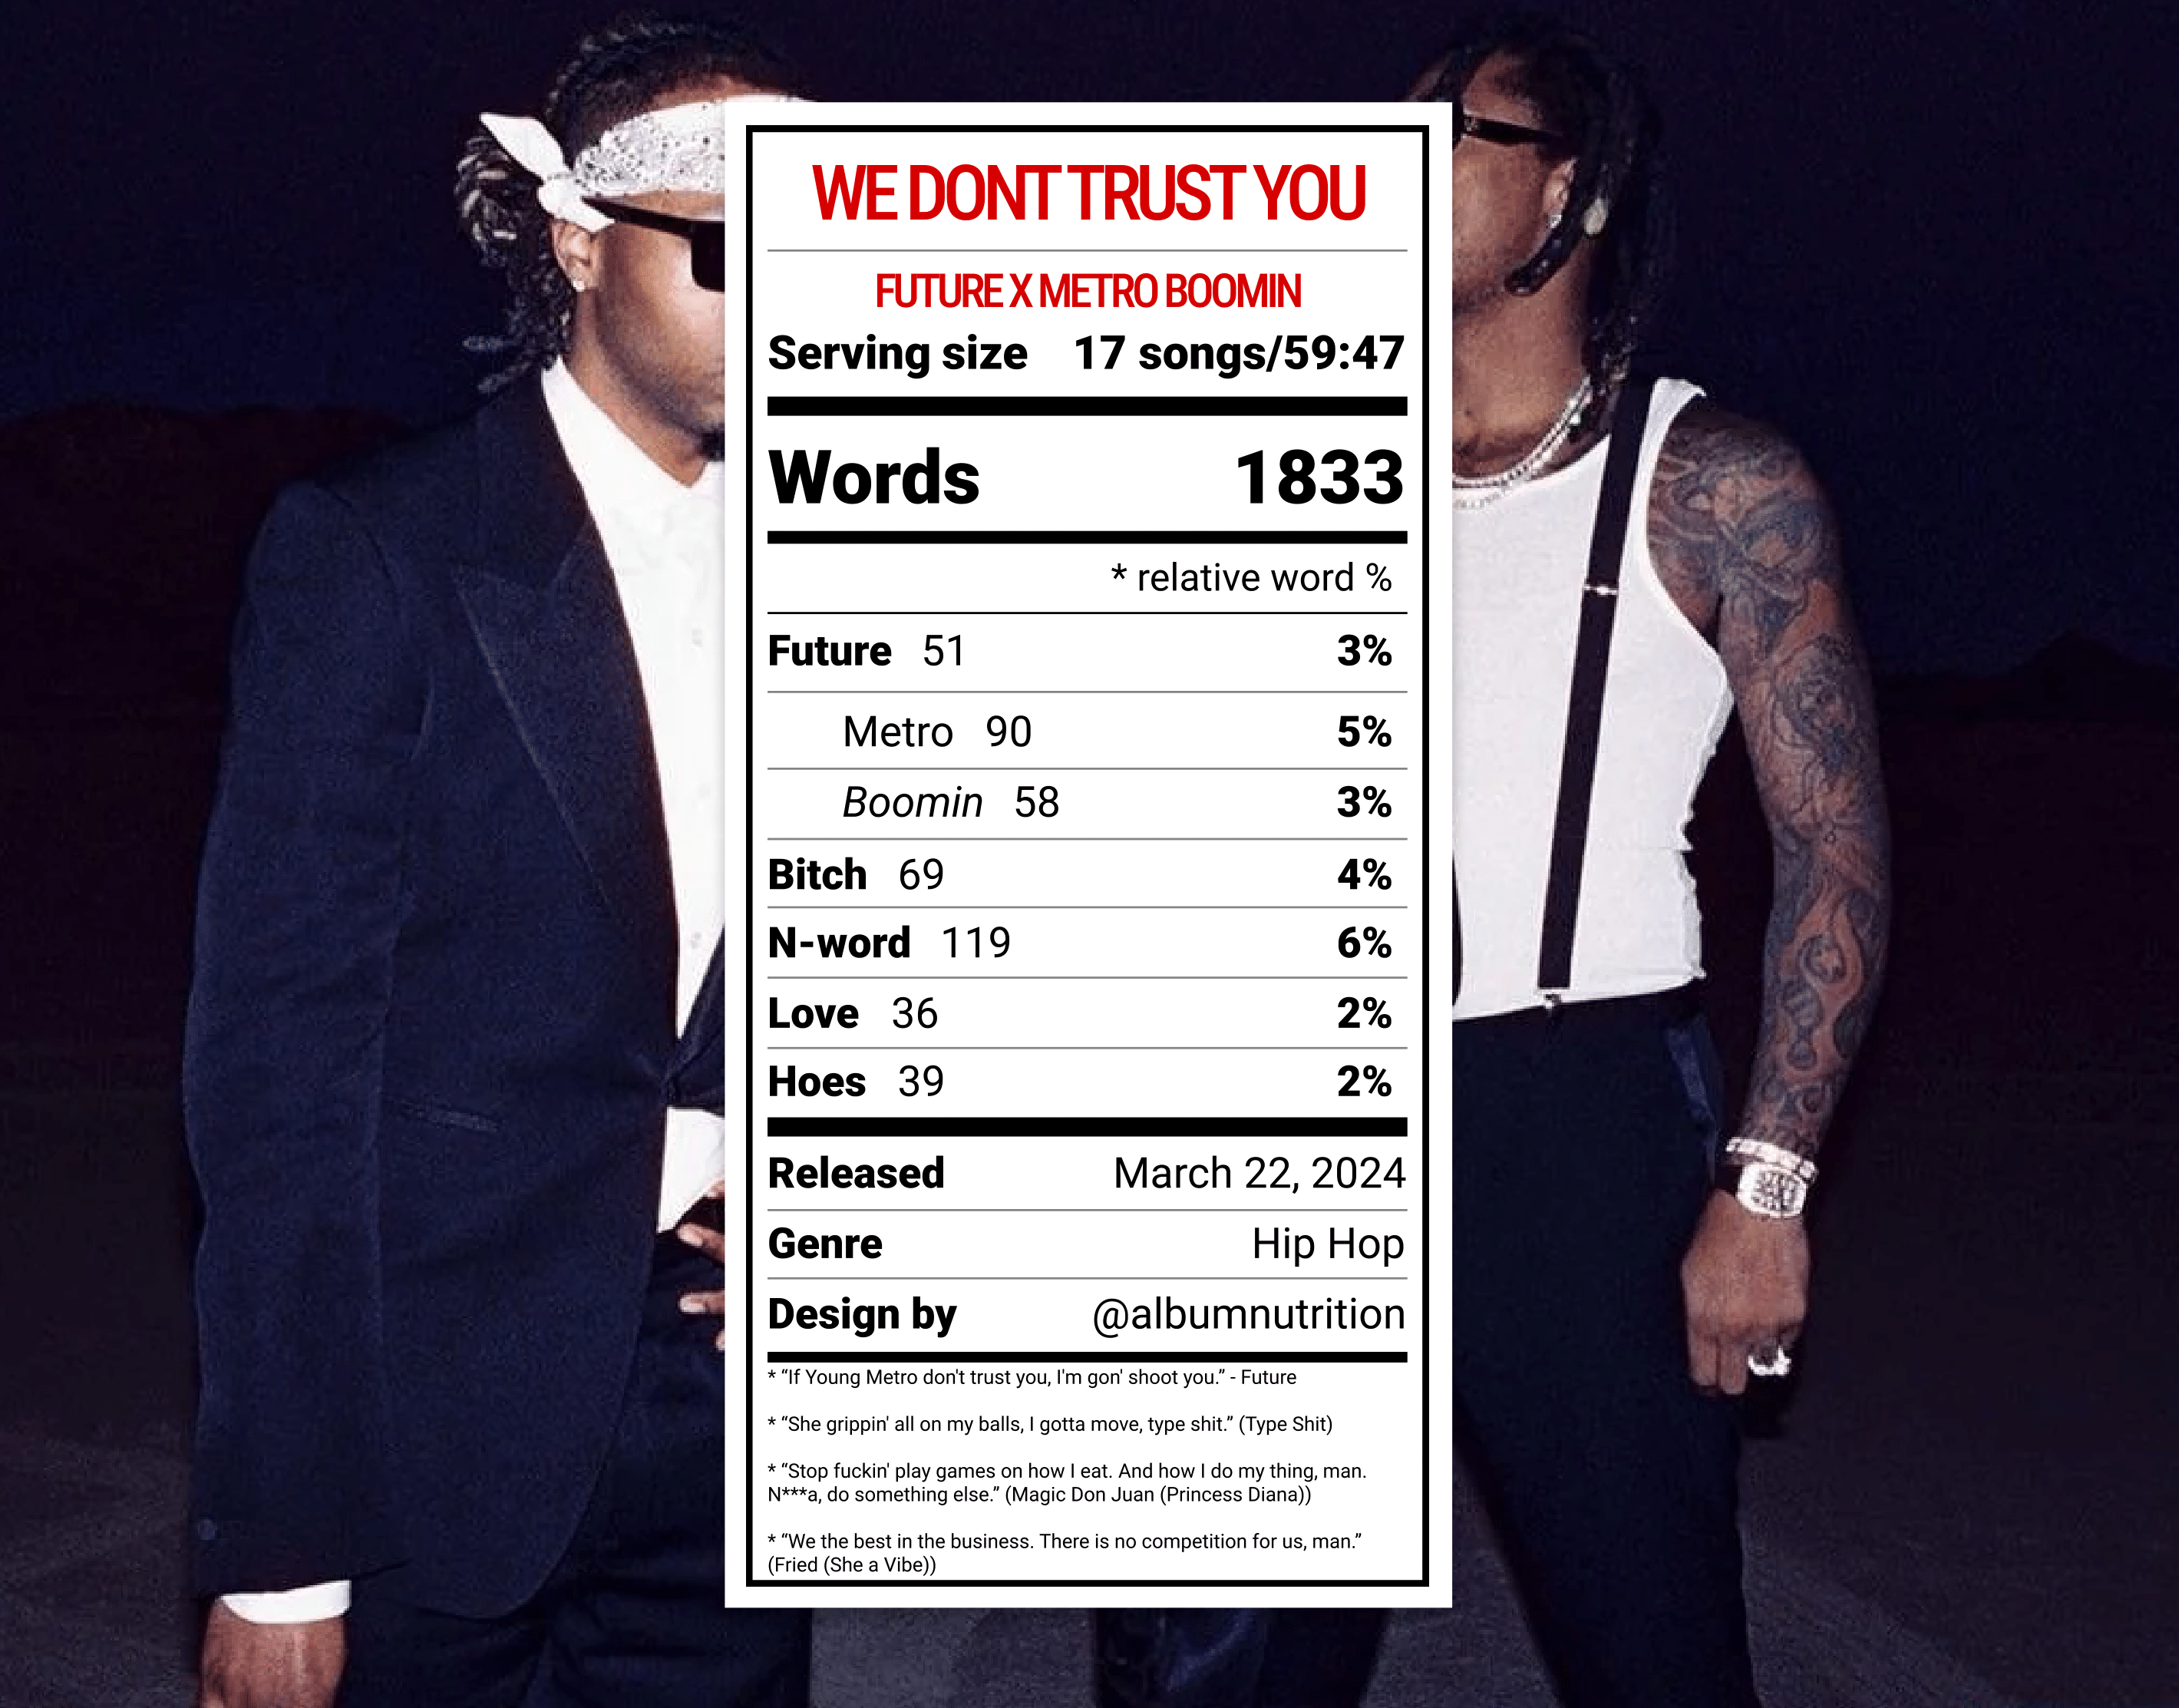 WE DONT TRUST YOU
FUTURE X METRO BOOMIN
Serving size 17 songs/59:47
Words 1833
* relative word %
Future 51 3%
Metro 90 5%
Boomin 58 3%
Bitch 69 4%
N-word 119 6%
Love 36 2%
Hoes 39 2%
Released March 22, 2024
Genre Hip Hop
Design by @albumnutrition
* “If Young Metro don't trust you, I'm gon' shoot you.” - Future
* “She grippin' all on my balls, I gotta move, type shit.” (Type Shit)
* “Stop fuckin' play games on how I eat. And how I do my thing, man.
N***a, do something else.” (Magic Don Juan (Princess Diana))
* “We the best in the business. There is no competition for us, man.”
(Fried (She a Vibe))